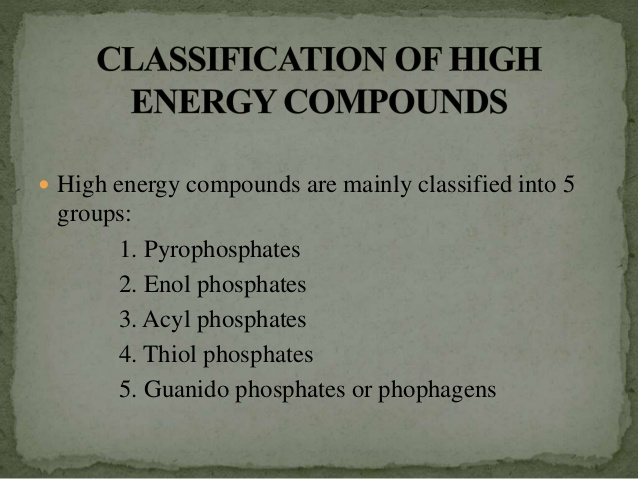 CLASSIFICATION OF HIGH
ENERGY COMPOUNDS
• High energy compounds are mainly classified into 5
groups:
1. Pyrophosphates
2. Enol phosphates
3. Acyl phosphates
4. Thiol phosphates
5. Guanido phosphates or phophagens